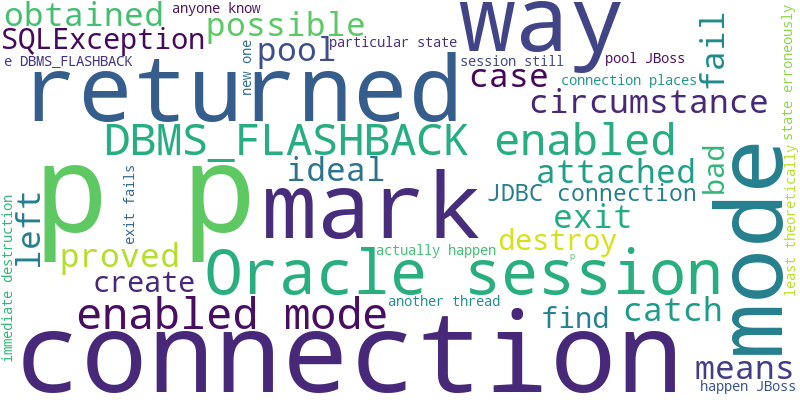 obtained
anyone know
possible
way
SQLException
pool
particular state
e DBMS_FLASHBACK
new one
session still
pool JBoss
case
connection places
fail
returned
circumstance
state erroneously
DBMS_FLASHBACK enabled
ideal
attached
bad
p p
mark
JDBC connection
mode
left
exit fails
exit
proved
actually happen
destroy
p
least theoretically
immediate destruction
create
Oracle session
another thread
enabled mode
find
catch
connection
means
happen JBoss